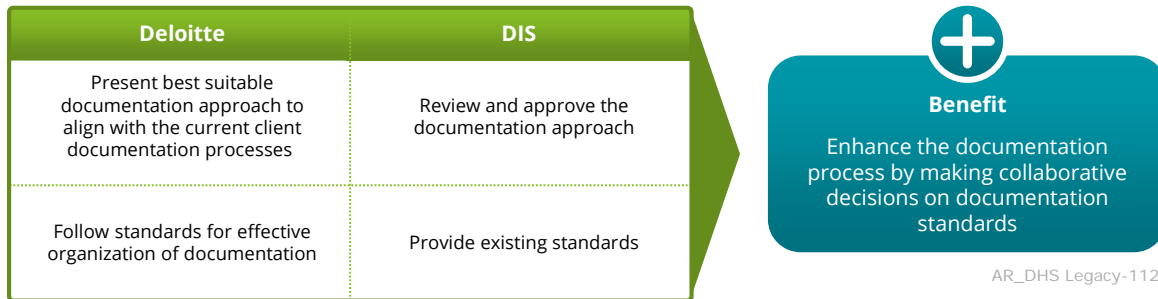 Deloitte
DIS
Present best suitable
documentation approach to
align with the current client
documentation processes
Review and approve the
documentation approach
Follow standards for effective
organization of documentation
Provide existing standards
Benefit
Enhance the documentation
process by making collaborative
decisions on documentation
standards
AR_DHS Legacy-112